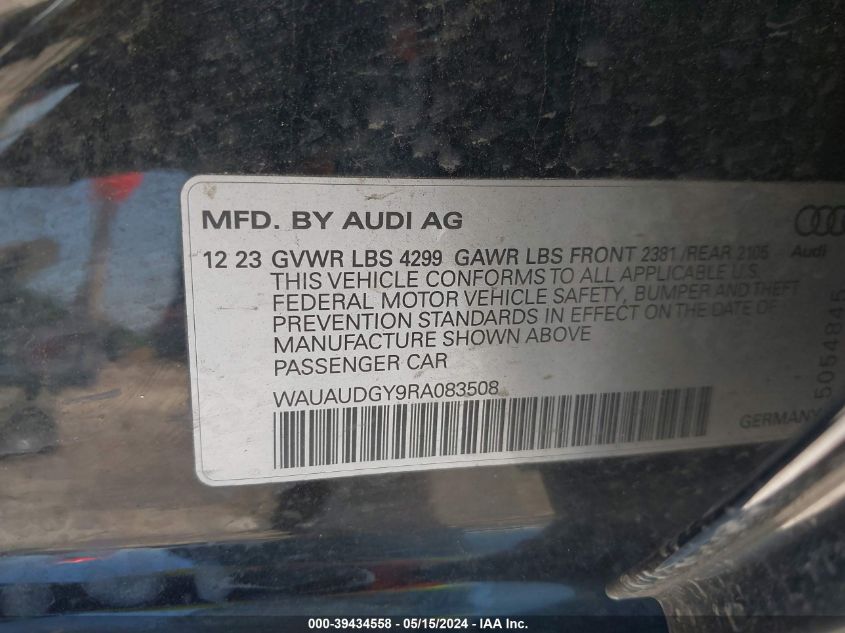 MFD. BY AUDI AG
12 23 GVWR LBS 4299 GAWR LBS FRONT 2381 / REAR 2105
Audi
THIS VEHICLE CONFORMS TO ALL APPLICABLE U.S.
FEDERAL MOTOR VEHICLE SAFETY, BUMPER AND THEFT
PREVENTION STANDARDS IN EFFECT ON THE DATE OF
MANUFACTURE SHOWN ABOVE
PASSENGER CAR
WAUAUDGY9RA083508
GERMANY
5054845
000-39434558 - 05/15/2024 - IAA Inc.